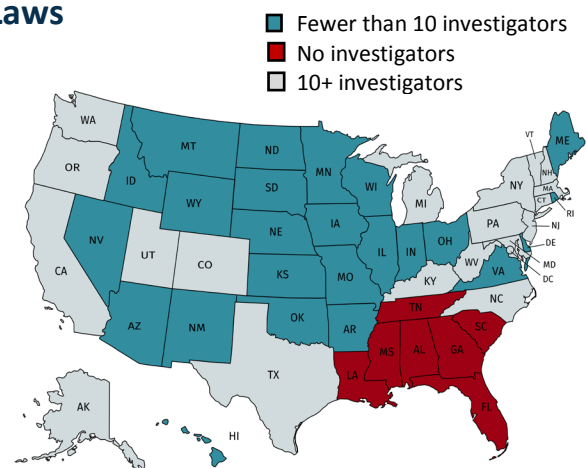 Laws
Fewer than 10 investigators
No investigators
10+ investigators
WA
MT
ND
MN
VT
ME
OR
ID
SD
WI
NH
NY
MA
CT
RI
WY
MI
IA
NE
PA
NJ
NV
IL
IN
OH
DE
UT
CO
WV
MD
VA
DC
CA
KS
MO
KY
NC
TN
AZ
NM
OK
AR
SC
MS
AL
GA
TX
LA
FL
AK
HI